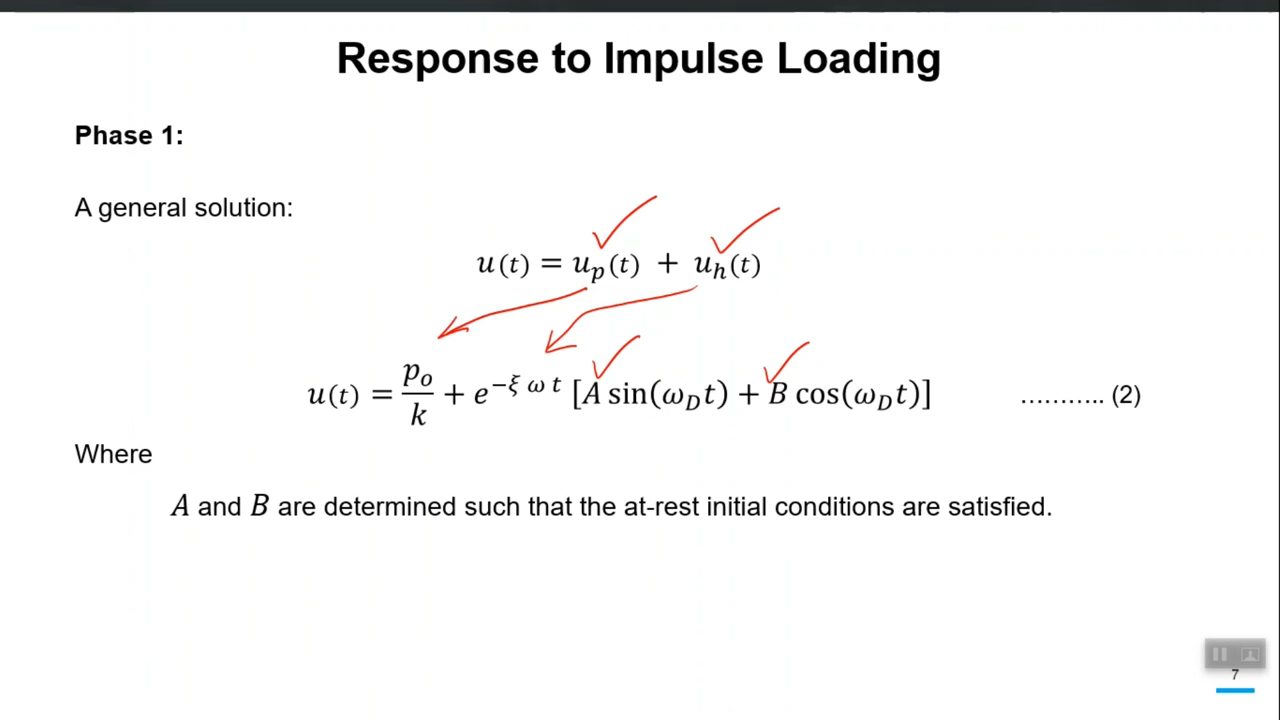 Response to Impulse Loading
Phase 1:
A general solution:
u(t) = u_p(t) + u_h(t)
u(t) = p_o/k + e^{−ξ ω t} [A sin(ω_D t) + B cos(ω_D t)] ……….. (2)
Where
A and B are determined such that the at-rest initial conditions are satisfied.
7